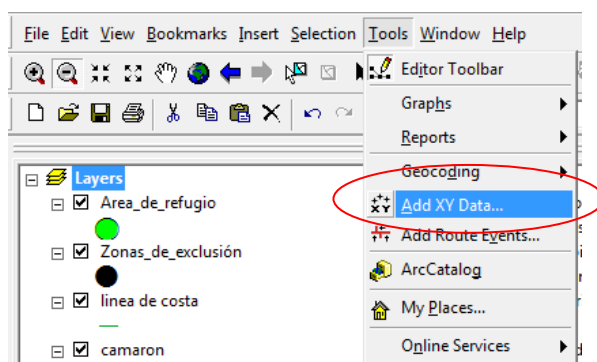 File Edit View Bookmarks Insert Selection Tools Window Help
Editor Toolbar
Graphs
Reports
Geocoding
Layers
Area_de_refugio
Add XY Data...
Add Route Events...
Zonas_de_exclusión
ArcCatalog
linea de costa
My Places...
camaron
Online Services